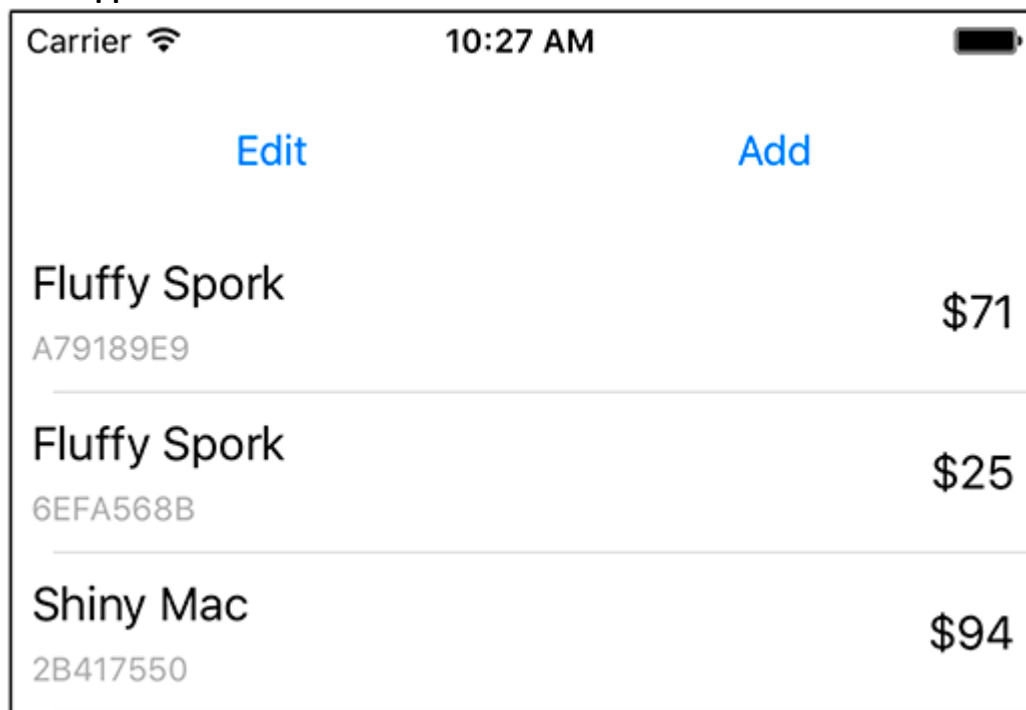 Carrier 10:27 AM
Edit Add
Fluffy Spork
$71
A79189E9
Fluffy Spork
$25
6EFA568B
Shiny Mac
$94
2B417550